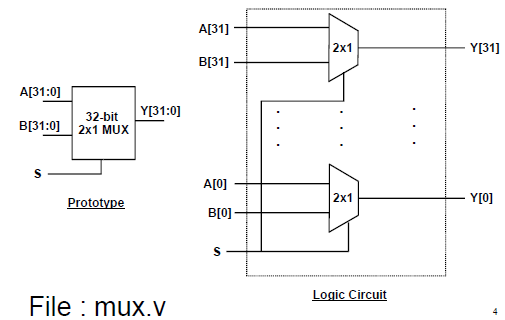 A[31:0]
B[31:0]
32-bit
2x1 MUX
Y[31:0]
S
Prototype
A[31]
B[31]
2x1
Y[31]
A[0]
B[0]
2x1
Y[0]
S
Logic Circuit
File : mux.v
4